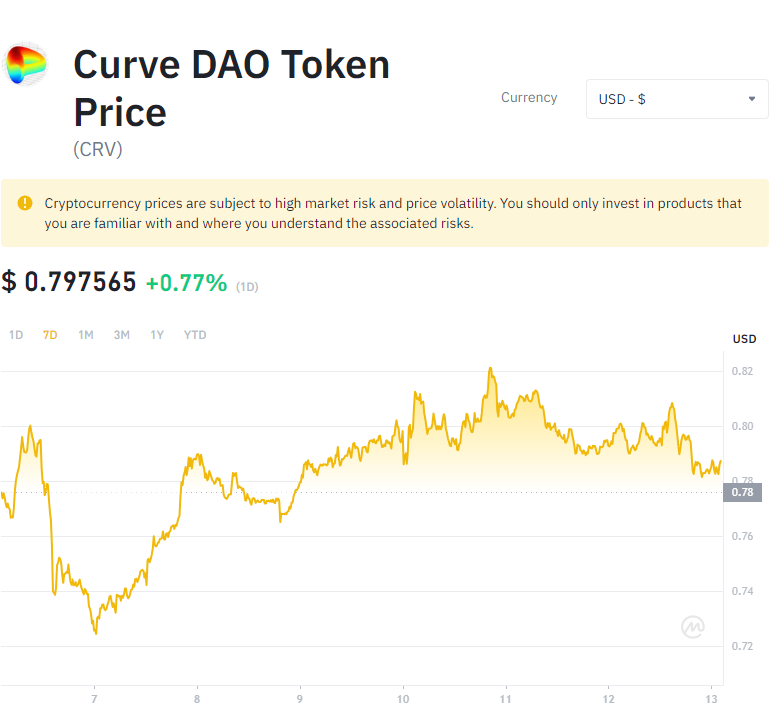 Curve DAO Token
Price
(CRV)
Currency
USD - $
Cryptocurrency prices are subject to high market risk and price volatility. You should only invest in products that
you are familiar with and where you understand the associated risks.
$ 0.797565 +0.77% (1D)
1D 7D 1M 3M 1Y YTD
USD
0.82
0.80
0.78
0.78
0.76
0.74
0.72
7 8 9 10 11 12 13